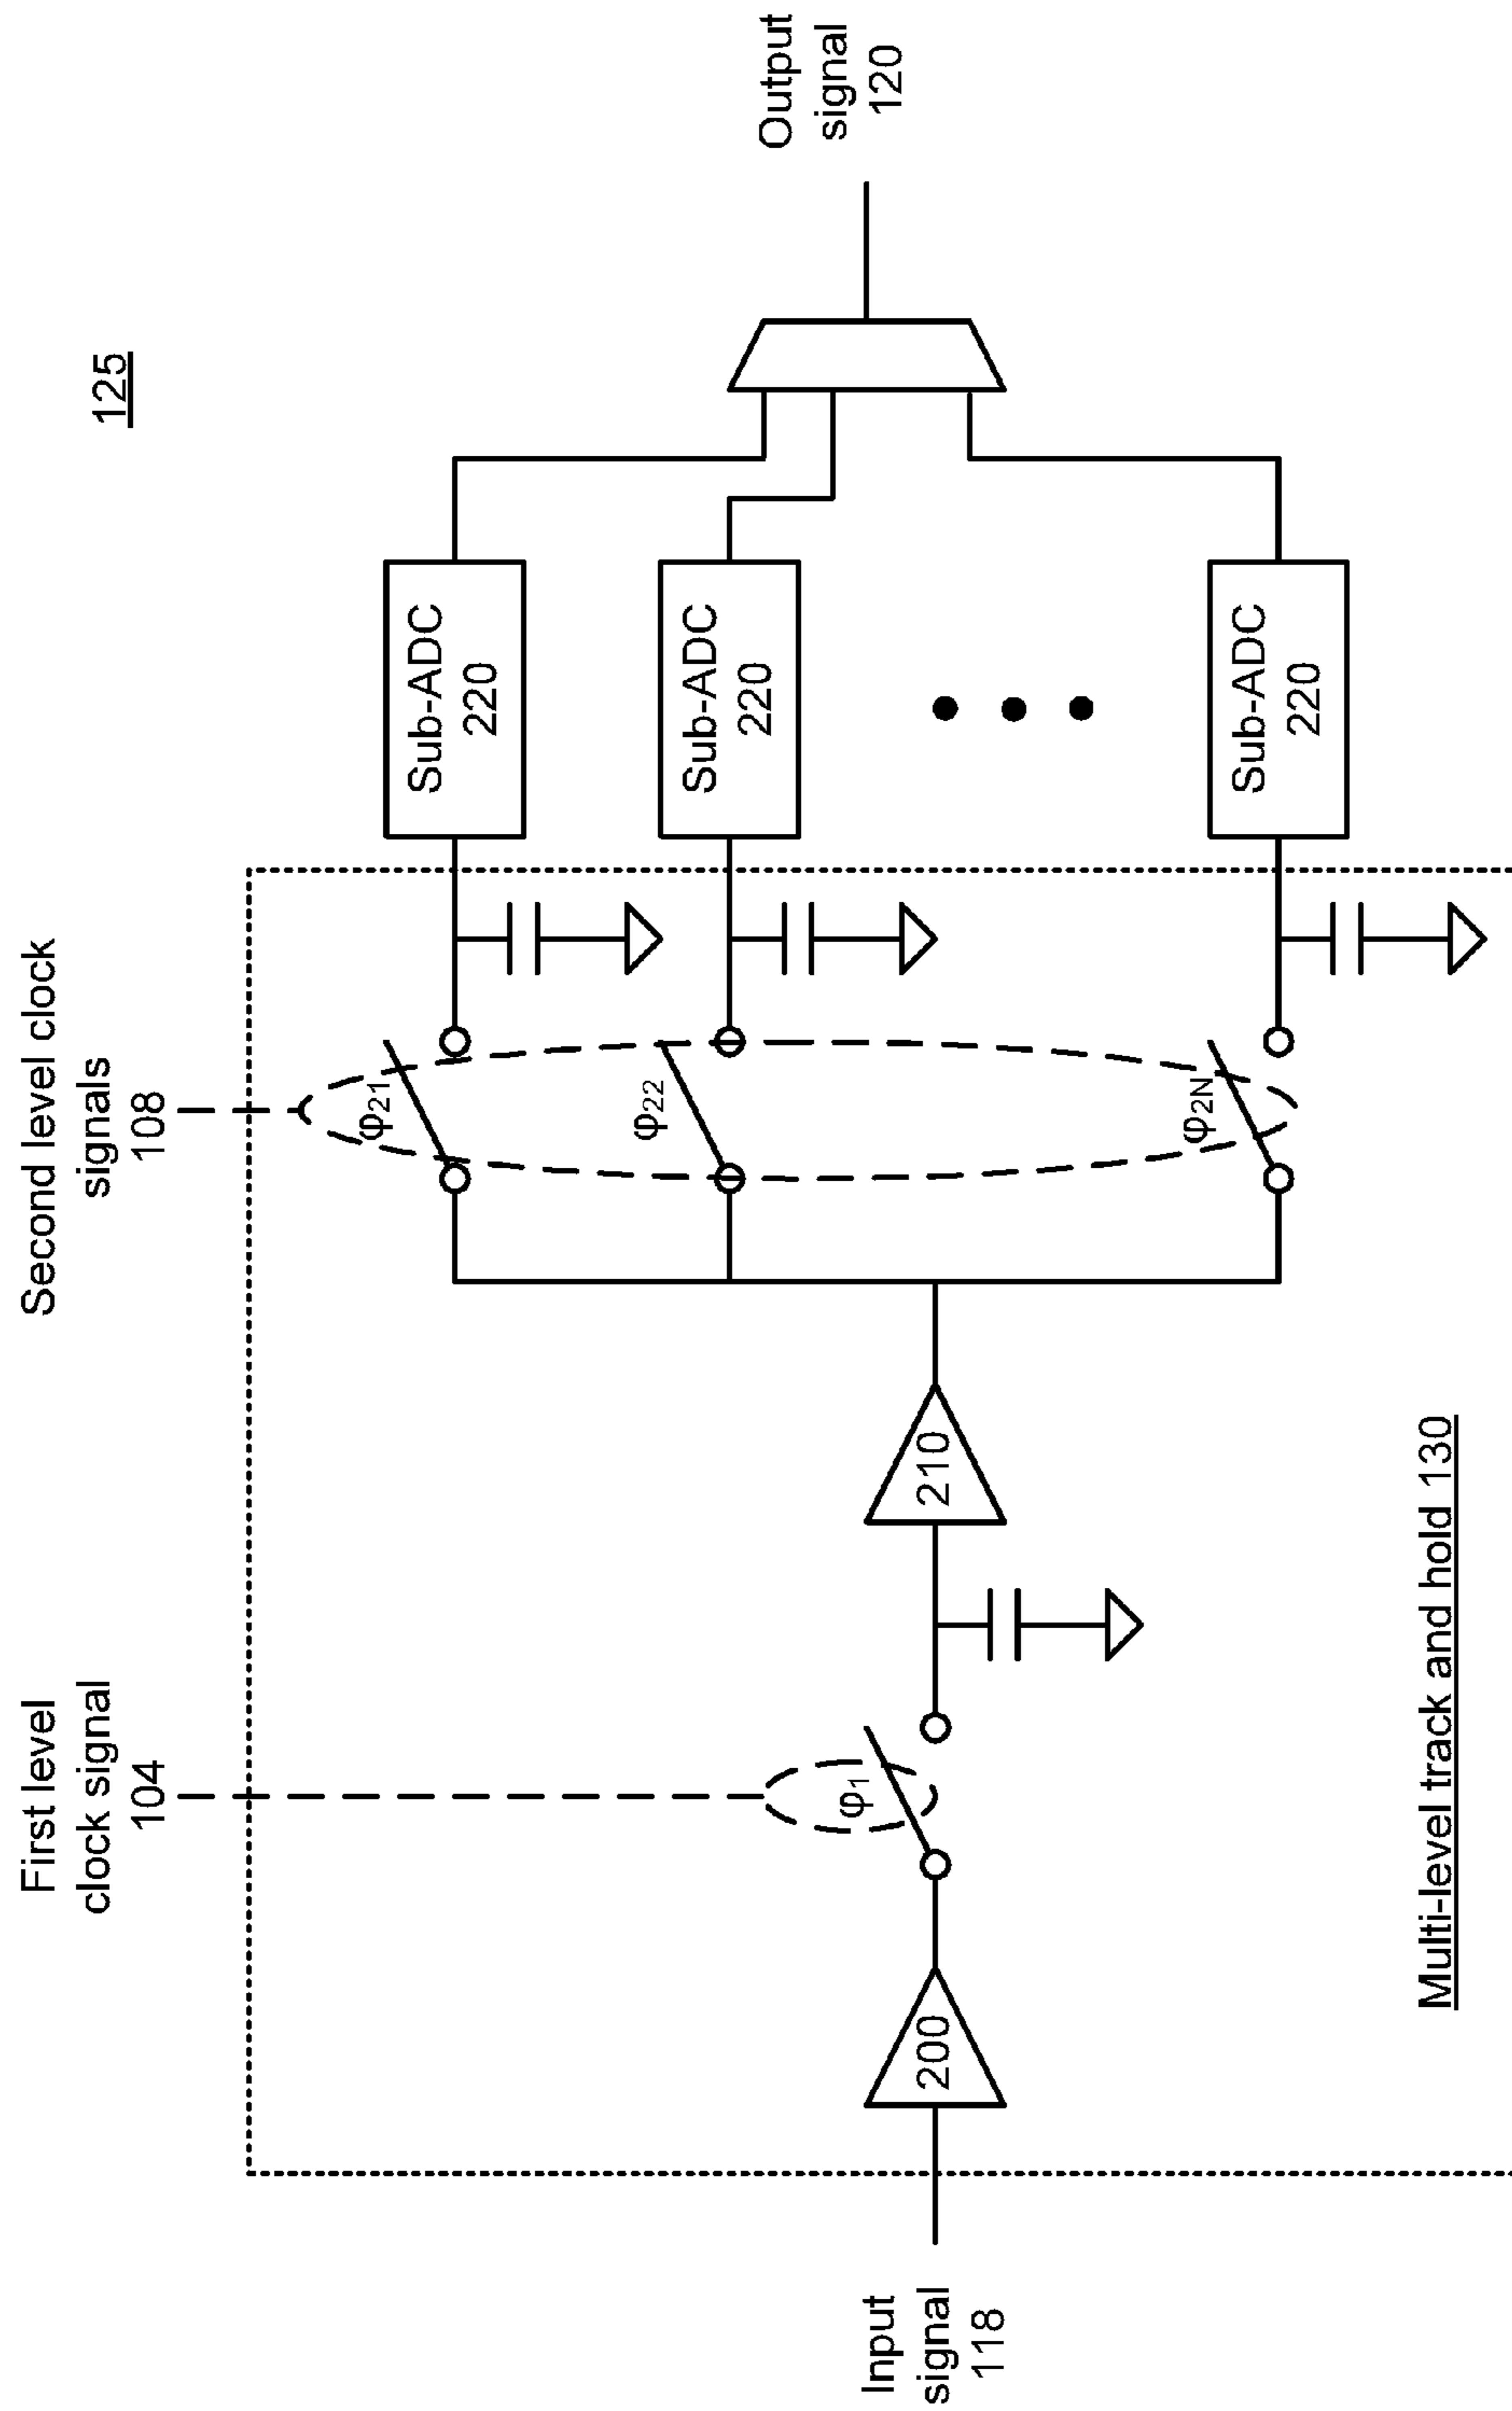 125
First level
clock signal
104
Second level clock
signals
108
φ21
Sub-ADC
220
φ22
Sub-ADC
220
Output
signal
120
Input
signal
118
200
φ1
210
φ2N
Sub-ADC
220
Multi-level track and hold 130